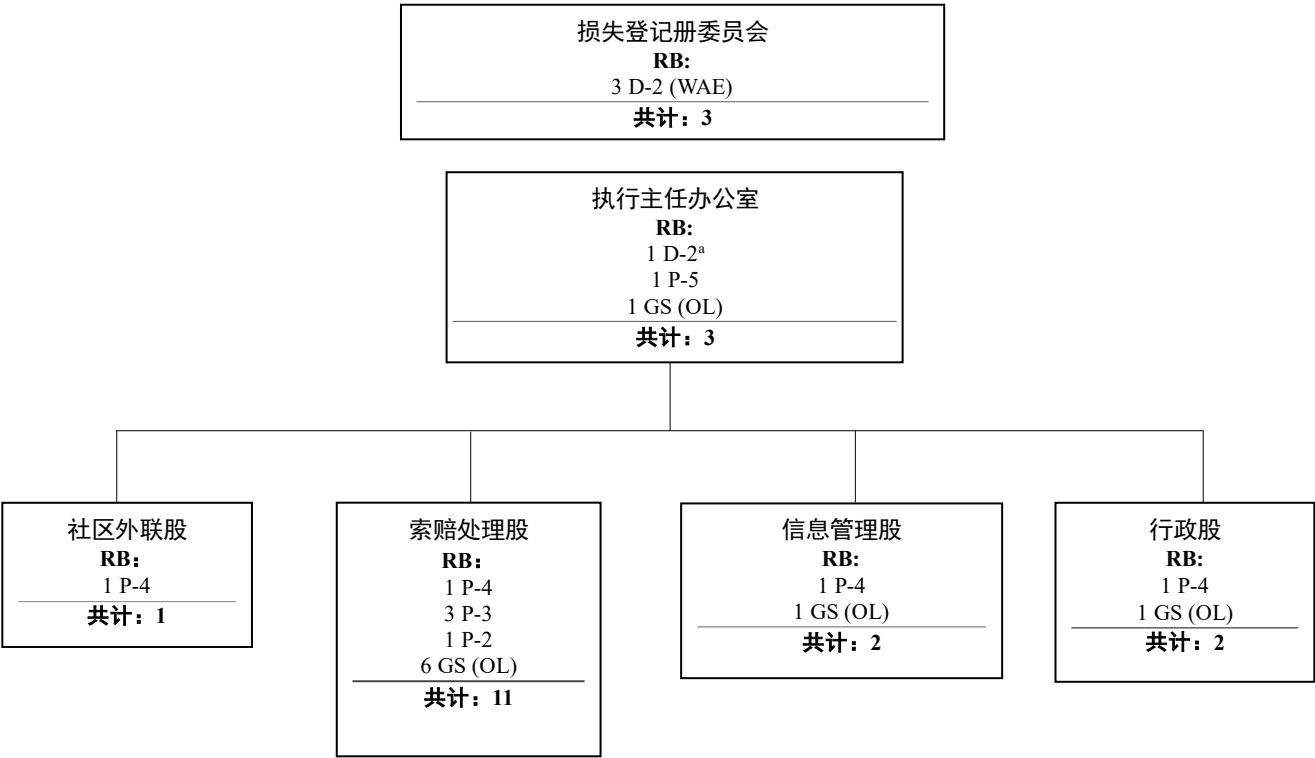 损失登记册委员会
RB:
3 D-2 (WAE)
共计：3
执行主任办公室
RB:
1 D-2ᵃ
1 P-5
1 GS (OL)
共计：3
社区外联股
RB：
1 P-4
共计：1
索赔处理股
RB：
1 P-4
3 P-3
1 P-2
6 GS (OL)
共计：11
信息管理股
RB:
1 P-4
1 GS (OL)
共计：2
行政股
RB:
1 P-4
1 GS (OL)
共计：2